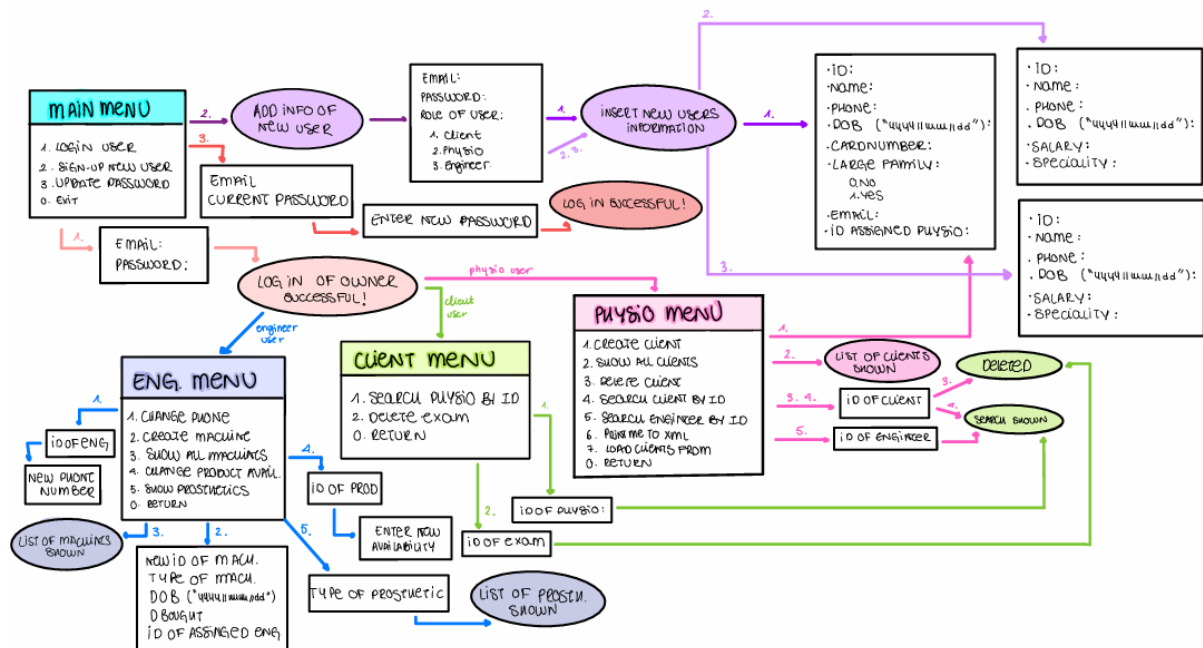 MAIN MENU
1. LOGIN USER
2. SIGN-UP NEW USER
3. UPDATE PASSWORD
0. EXIT
2.
ADD INFO OF
NEW USER
EMAIL:
PASSWORD:
ROLE OF USER:
1. Client
2. Physio
3. Engineer
1.
2. 3.
INSERT NEW USERS
INFORMATION
2.
1.
3.
·ID:
·NAME:
·PHONE:
·DOB ("yyyy//mm//dd"):
·CARDNUMBER:
·LARGE FAMILY:
0. NO
1. YES
·EMAIL:
·ID ASSIGNED PHYSIO:
·ID:
·NAME:
·PHONE:
·DOB ("yyyy//mm//dd"):
·SALARY:
·SPECIALITY:
·ID:
·NAME:
·PHONE:
·DOB ("yyyy//mm//dd"):
·SALARY:
·SPECIALITY:
3.
EMAIL
CURRENT PASSWORD
ENTER NEW PASSWORD
LOG IN SUCCESSFUL!
1.
EMAIL:
PASSWORD:
LOG IN OF OWNER
SUCCESSFUL!
physio user
client
user
engineer
user
ENG. MENU
1. CHANGE PHONE
2. CREATE MACHINE
3. SHOW ALL MACHINES
4. CHANGE PRODUCT AVAIL.
5. SHOW PROSTHETICS
0. RETURN
1.
ID OF ENG
NEW PHONE
NUMBER
3.
LIST OF MACHINES
SHOWN
2.
NEW ID OF MACH.
TYPE OF MACH.
DOB ("yyyy//mm//dd")
DBOUGHT
ID OF ASSINGED ENG
4.
ID OF PROD
ENTER NEW
AVAILABILITY
5.
TYPE OF PROSTHETIC
LIST OF PROSTH.
SHOWN
CLIENT MENU
1. SEARCH PHYSIO BY ID
2. DELETE EXAM
0. RETURN
1.
ID OF PHYSIO:
2.
ID OF EXAM
PHYSIO MENU
1. CREATE CLIENT
2. SHOW ALL CLIENTS
3. DELETE CLIENT
4. SEARCH CLIENT BY ID
5. SEARCH ENGINEER BY ID
6. PRINT ME TO XML
7. LOAD CLIENTS FROM
0. RETURN
1.
2.
LIST OF CLIENTS
SHOWN
3. 4.
ID OF CLIENT
3.
DELETED
4.
SEARCH SHOWN
5.
ID OF ENGINEER